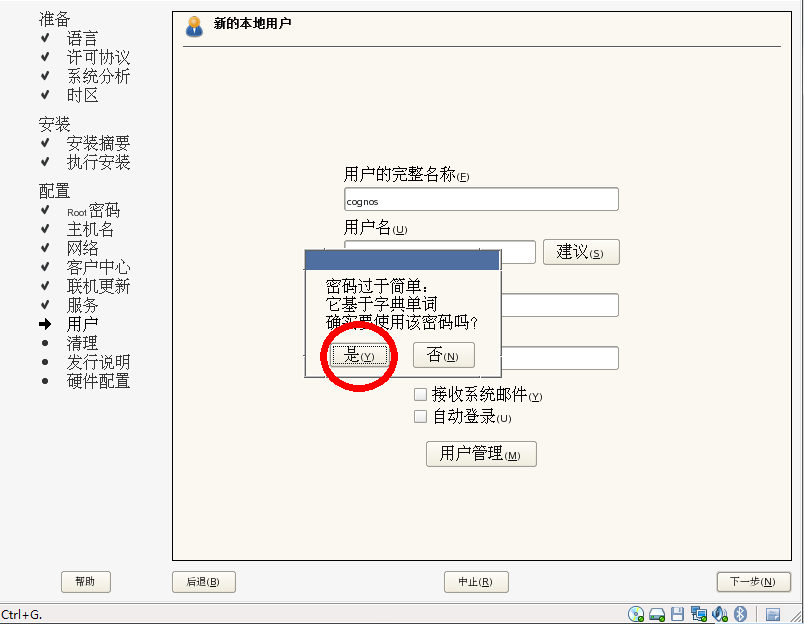 准备
语言
许可协议
系统分析
时区
安装
安装摘要
执行安装
配置
Root 密码
主机名
网络
客户中心
联机更新
服务
用户
清理
发行说明
硬件配置
新的本地用户
用户的完整名称(F)
cognos
用户名(U)
建议(S)
密码过于简单:
它基于字典单词
确实要使用该密码吗?
是(Y)
否(N)
接收系统邮件(Y)
自动登录(U)
用户管理(M)
帮助
后退(B)
中止(R)
下一步(N)
Ctrl+G.